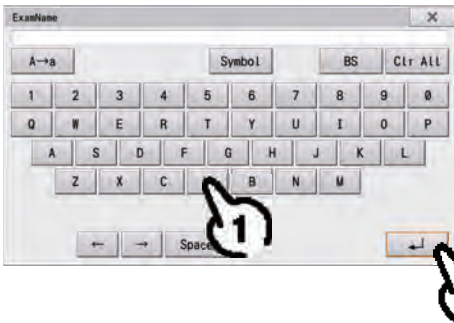 ExamName ×
A→a Symbol BS Clr All
1 2 3 4 5 6 7 8 9 0
Q W E R T Y U I O P
A S D F G H J K L
Z X C B N M
1
← → Space ↵